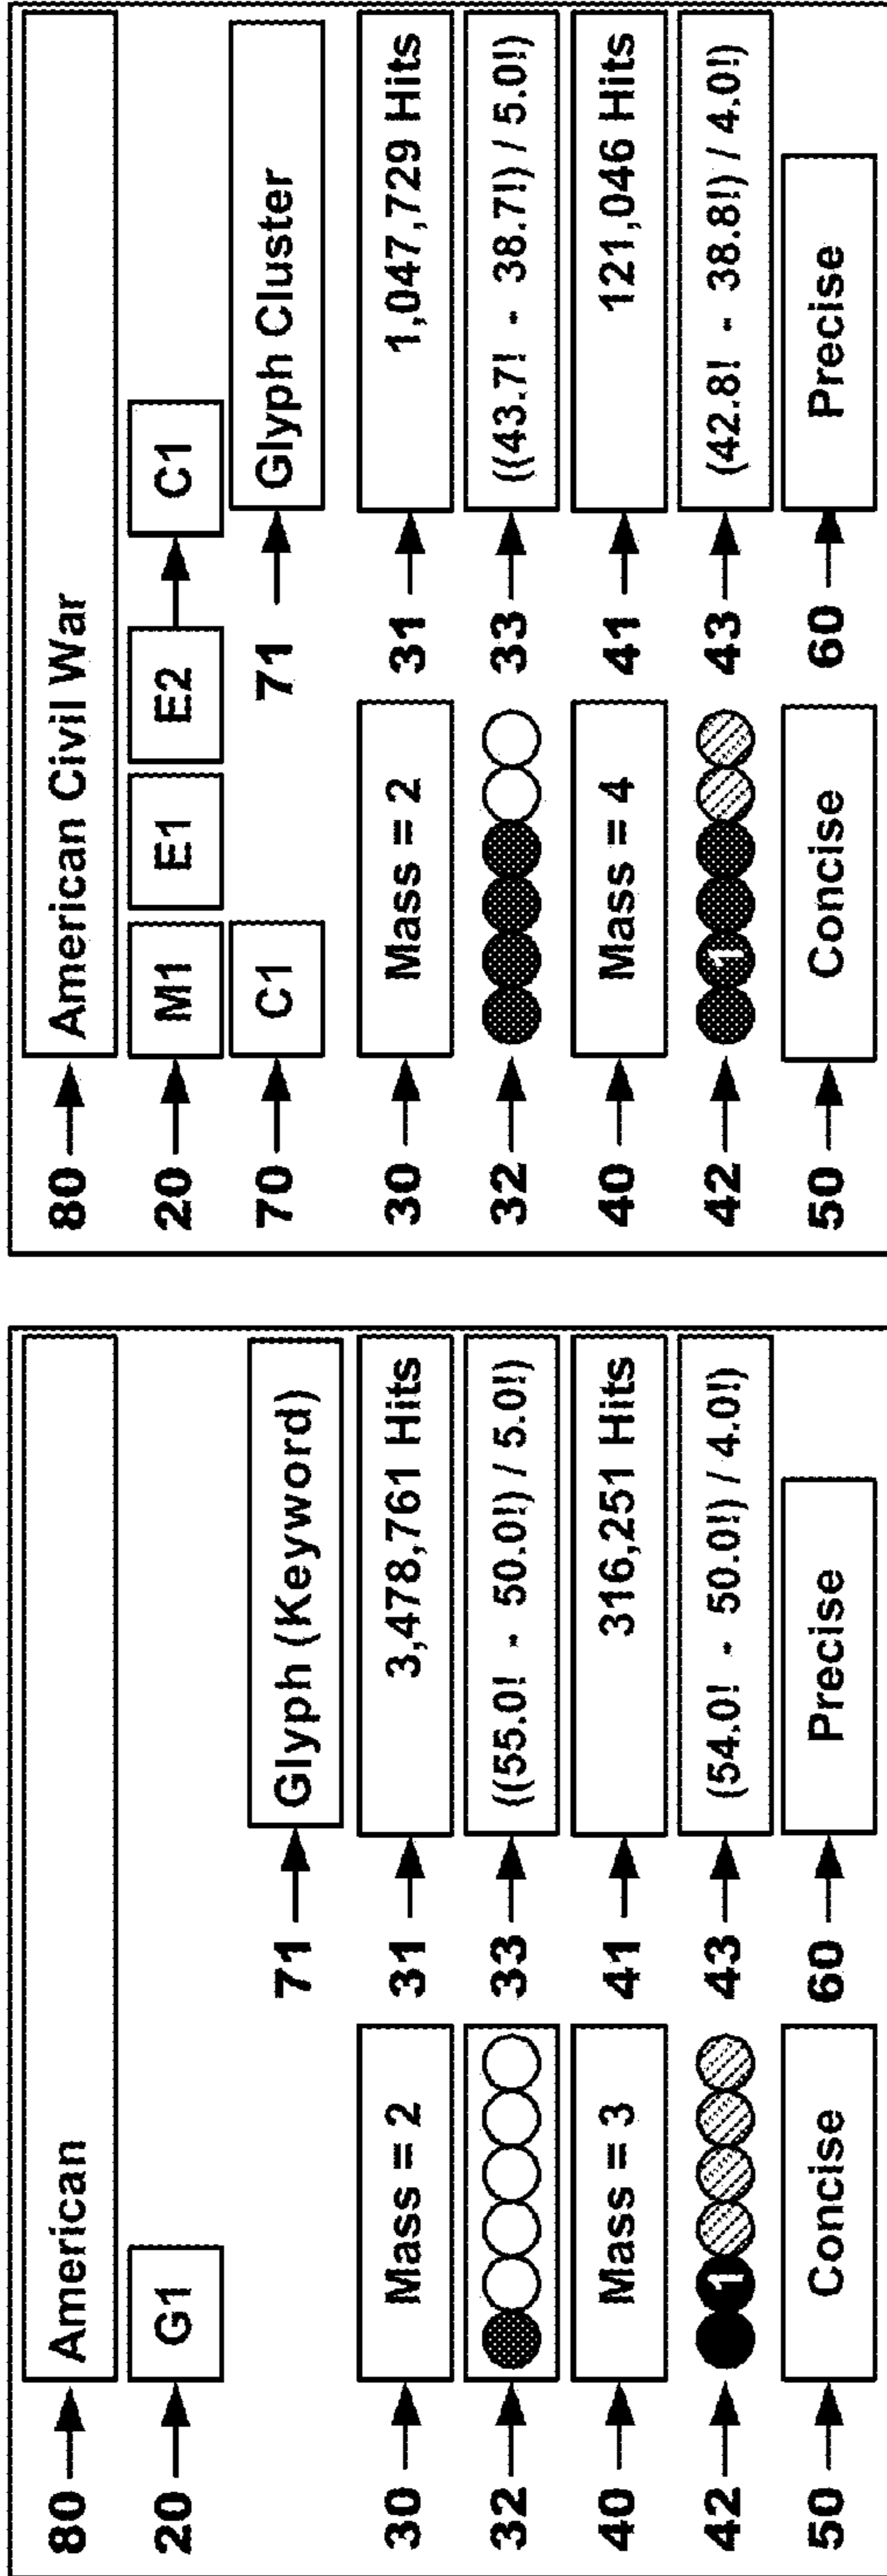 80 American
20 G1
71 Glyph (Keyword)
30 Mass = 2 31 3,478,761 Hits
32 33 ((55.0! - 50.0!) / 5.0!)
40 Mass = 3 41 316,251 Hits
42 1 43 (54.0! - 50.0!) / 4.0!)
50 Concise 60 Precise
80 American Civil War
20 M1 E1 E2 C1
70 C1 71 Glyph Cluster
30 Mass = 2 31 1,047,729 Hits
32 33 ((43.7! - 38.7!) / 5.0!)
40 Mass = 4 41 121,046 Hits
42 1 43 (42.8! - 38.8!) / 4.0!)
50 Concise 60 Precise